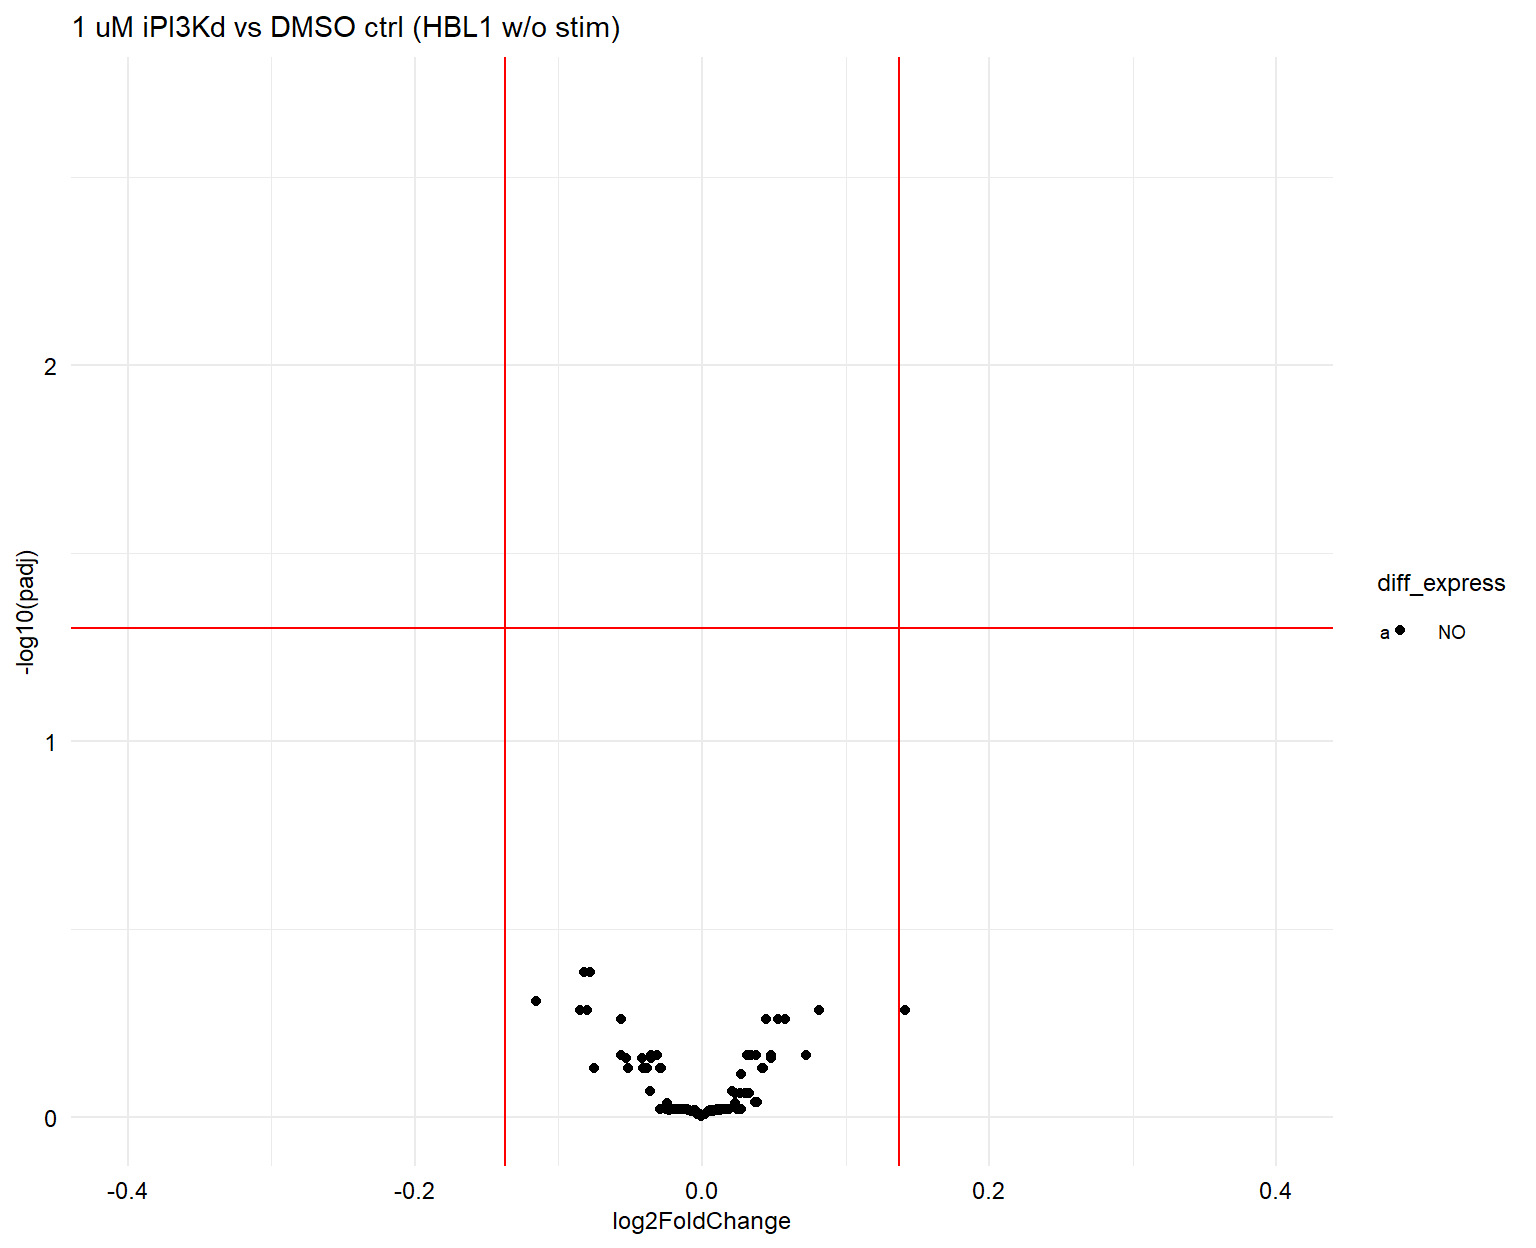 1 uM iPI3Kd vs DMSO ctrl (HBL1 w/o stim)
-log10(padj)
2
1
0
-0.4 -0.2 0.0 0.2 0.4
log2FoldChange
diff_express
a NO